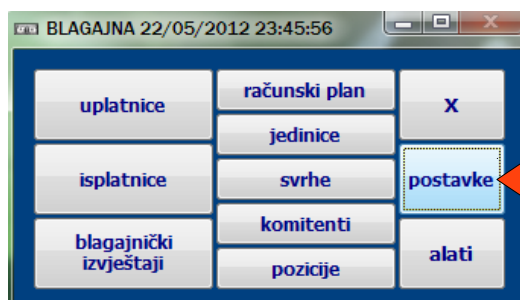 BLAGAJNA 22/05/2012 23:45:56
uplatnice
računski plan
X
jedinice
isplatnice
svrhe
postavke
komitenti
blagajnički
izvještaji
pozicije
alati